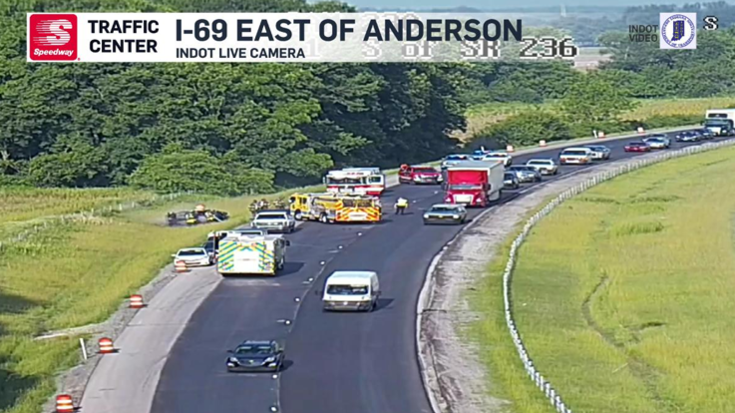 SPEEDWAY
TRAFFIC CENTER
I-69 EAST OF ANDERSON
INDOT LIVE CAMERA
S of SR 236
INDOT VIDEO
S